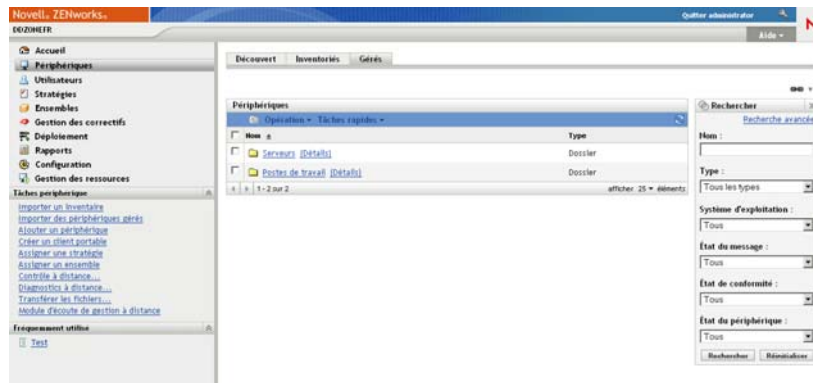 Novell® ZENworks®
Quitter administrator
DOZOHEFR
Aide
Accueil
Périphériques
Utilisateurs
Stratégies
Ensembles
Gestion des correctifs
Déploiement
Rapports
Configuration
Gestion des ressources
Tâches peripherique
Importer un inventaire
Importer des périphériques gérés
Ajouter un périphérique
Créer un client portable
Assigner une stratégie
Assigner un ensemble
Contrôle à distance...
Diagnostics à distance...
Transférer les fichiers...
Module d'écoute de gestion à distance
Fréquemment utilisé
Test
Découvert Inventoriés Gérés
Périphériques
Opération Tâches rapides
Nom Type
Serveurs (Détails) Dossier
Postes de travail (Détails) Dossier
1 - 2 sur 2 afficher 25 éléments
Rechercher
Recherche avancée
Nom :
Type :
Tous les types
Système d'exploitation :
Tous
État du message :
Tous
État de conformité :
Tous
État du périphérique :
Tous
Rechercher Réinitialiser